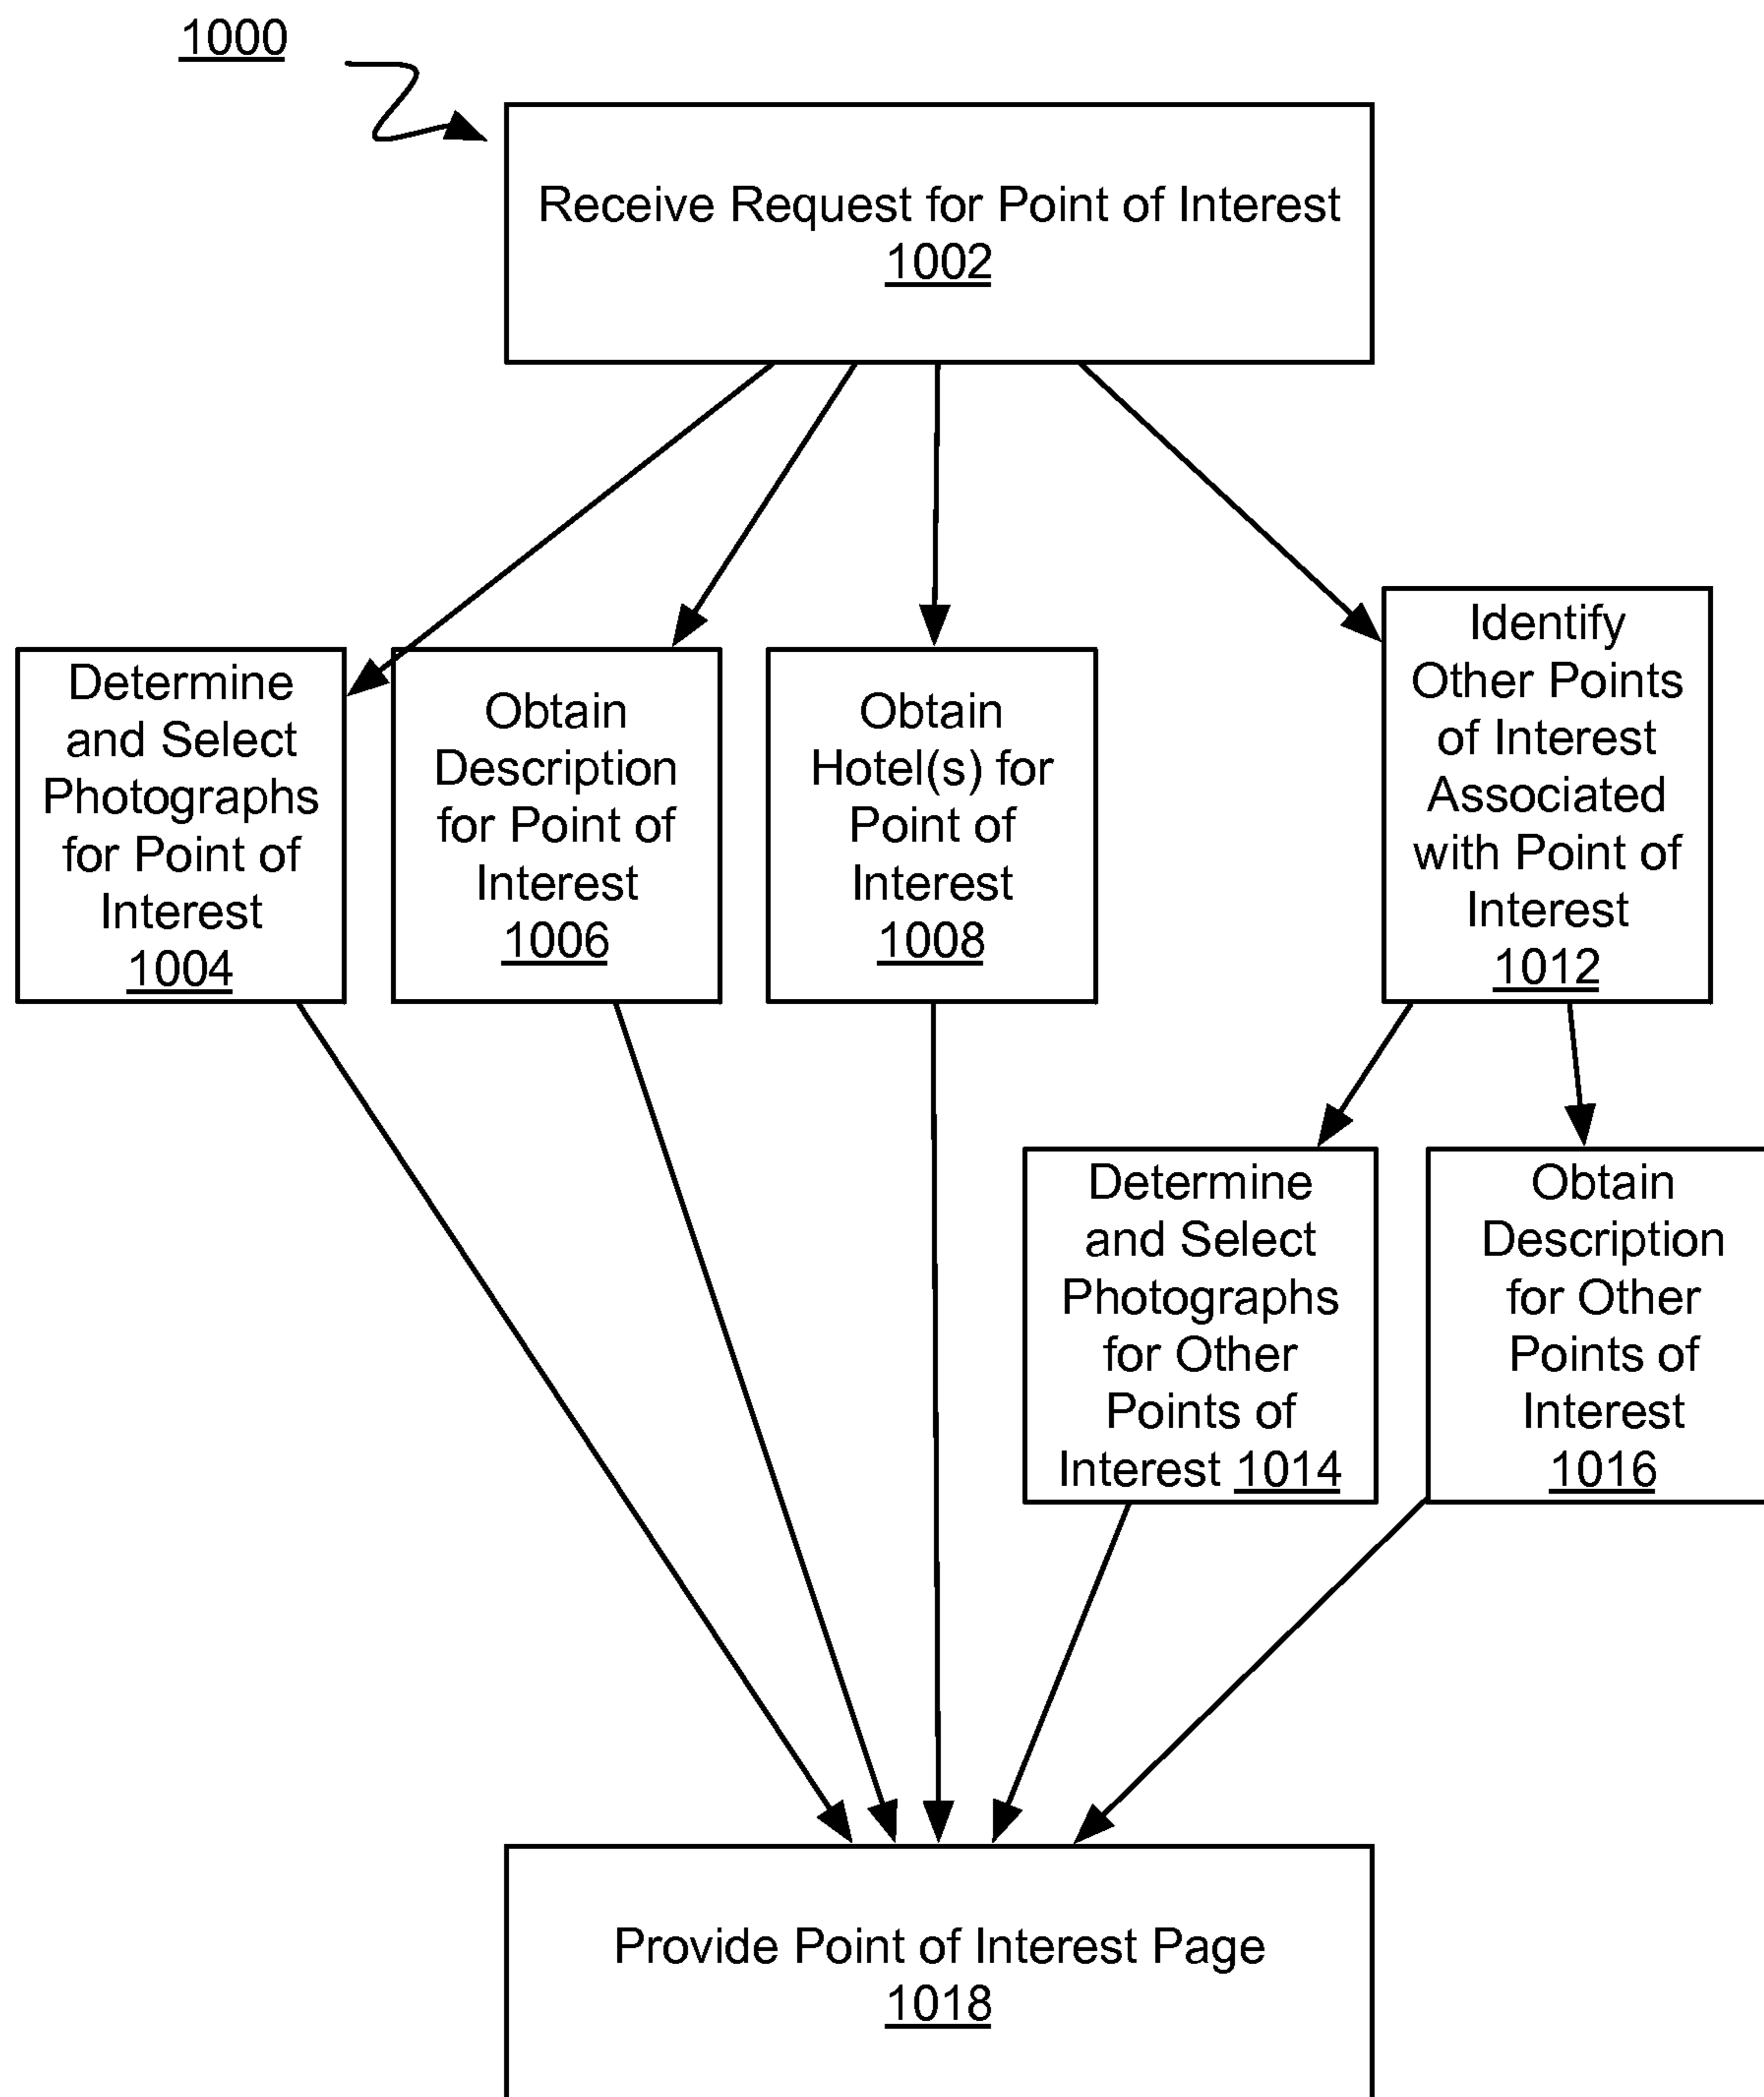 1000
Receive Request for Point of Interest
1002
Determine
and Select
Photographs
for Point of
Interest
1004
Obtain
Description
for Point of
Interest
1006
Obtain
Hotel(s) for
Point of
Interest
1008
Identify
Other Points
of Interest
Associated
with Point of
Interest
1012
Determine
and Select
Photographs
for Other
Points of
Interest 1014
Obtain
Description
for Other
Points of
Interest
1016
Provide Point of Interest Page
1018